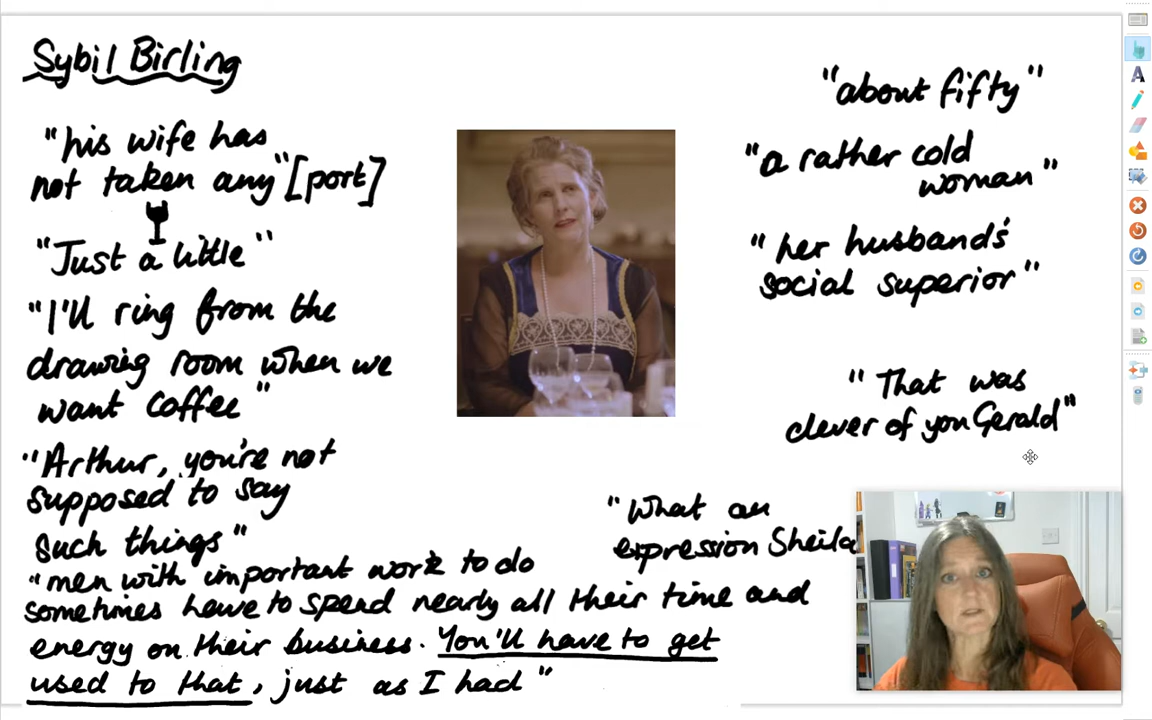 Sybil Birling
"his wife has
not taken any" [port]
"Just a little"
"I'll ring from the
drawing room when we
want coffee"
"Arthur, you're not
supposed to say
such things"
"men with important work to do
sometimes have to spend nearly all their time and
energy on their business. You'll have to get
used to that, just as I had"
"about fifty"
"a rather cold
woman"
"her husband's
social superior"
"That was
clever of you Gerald"
"What an
expression Sheila